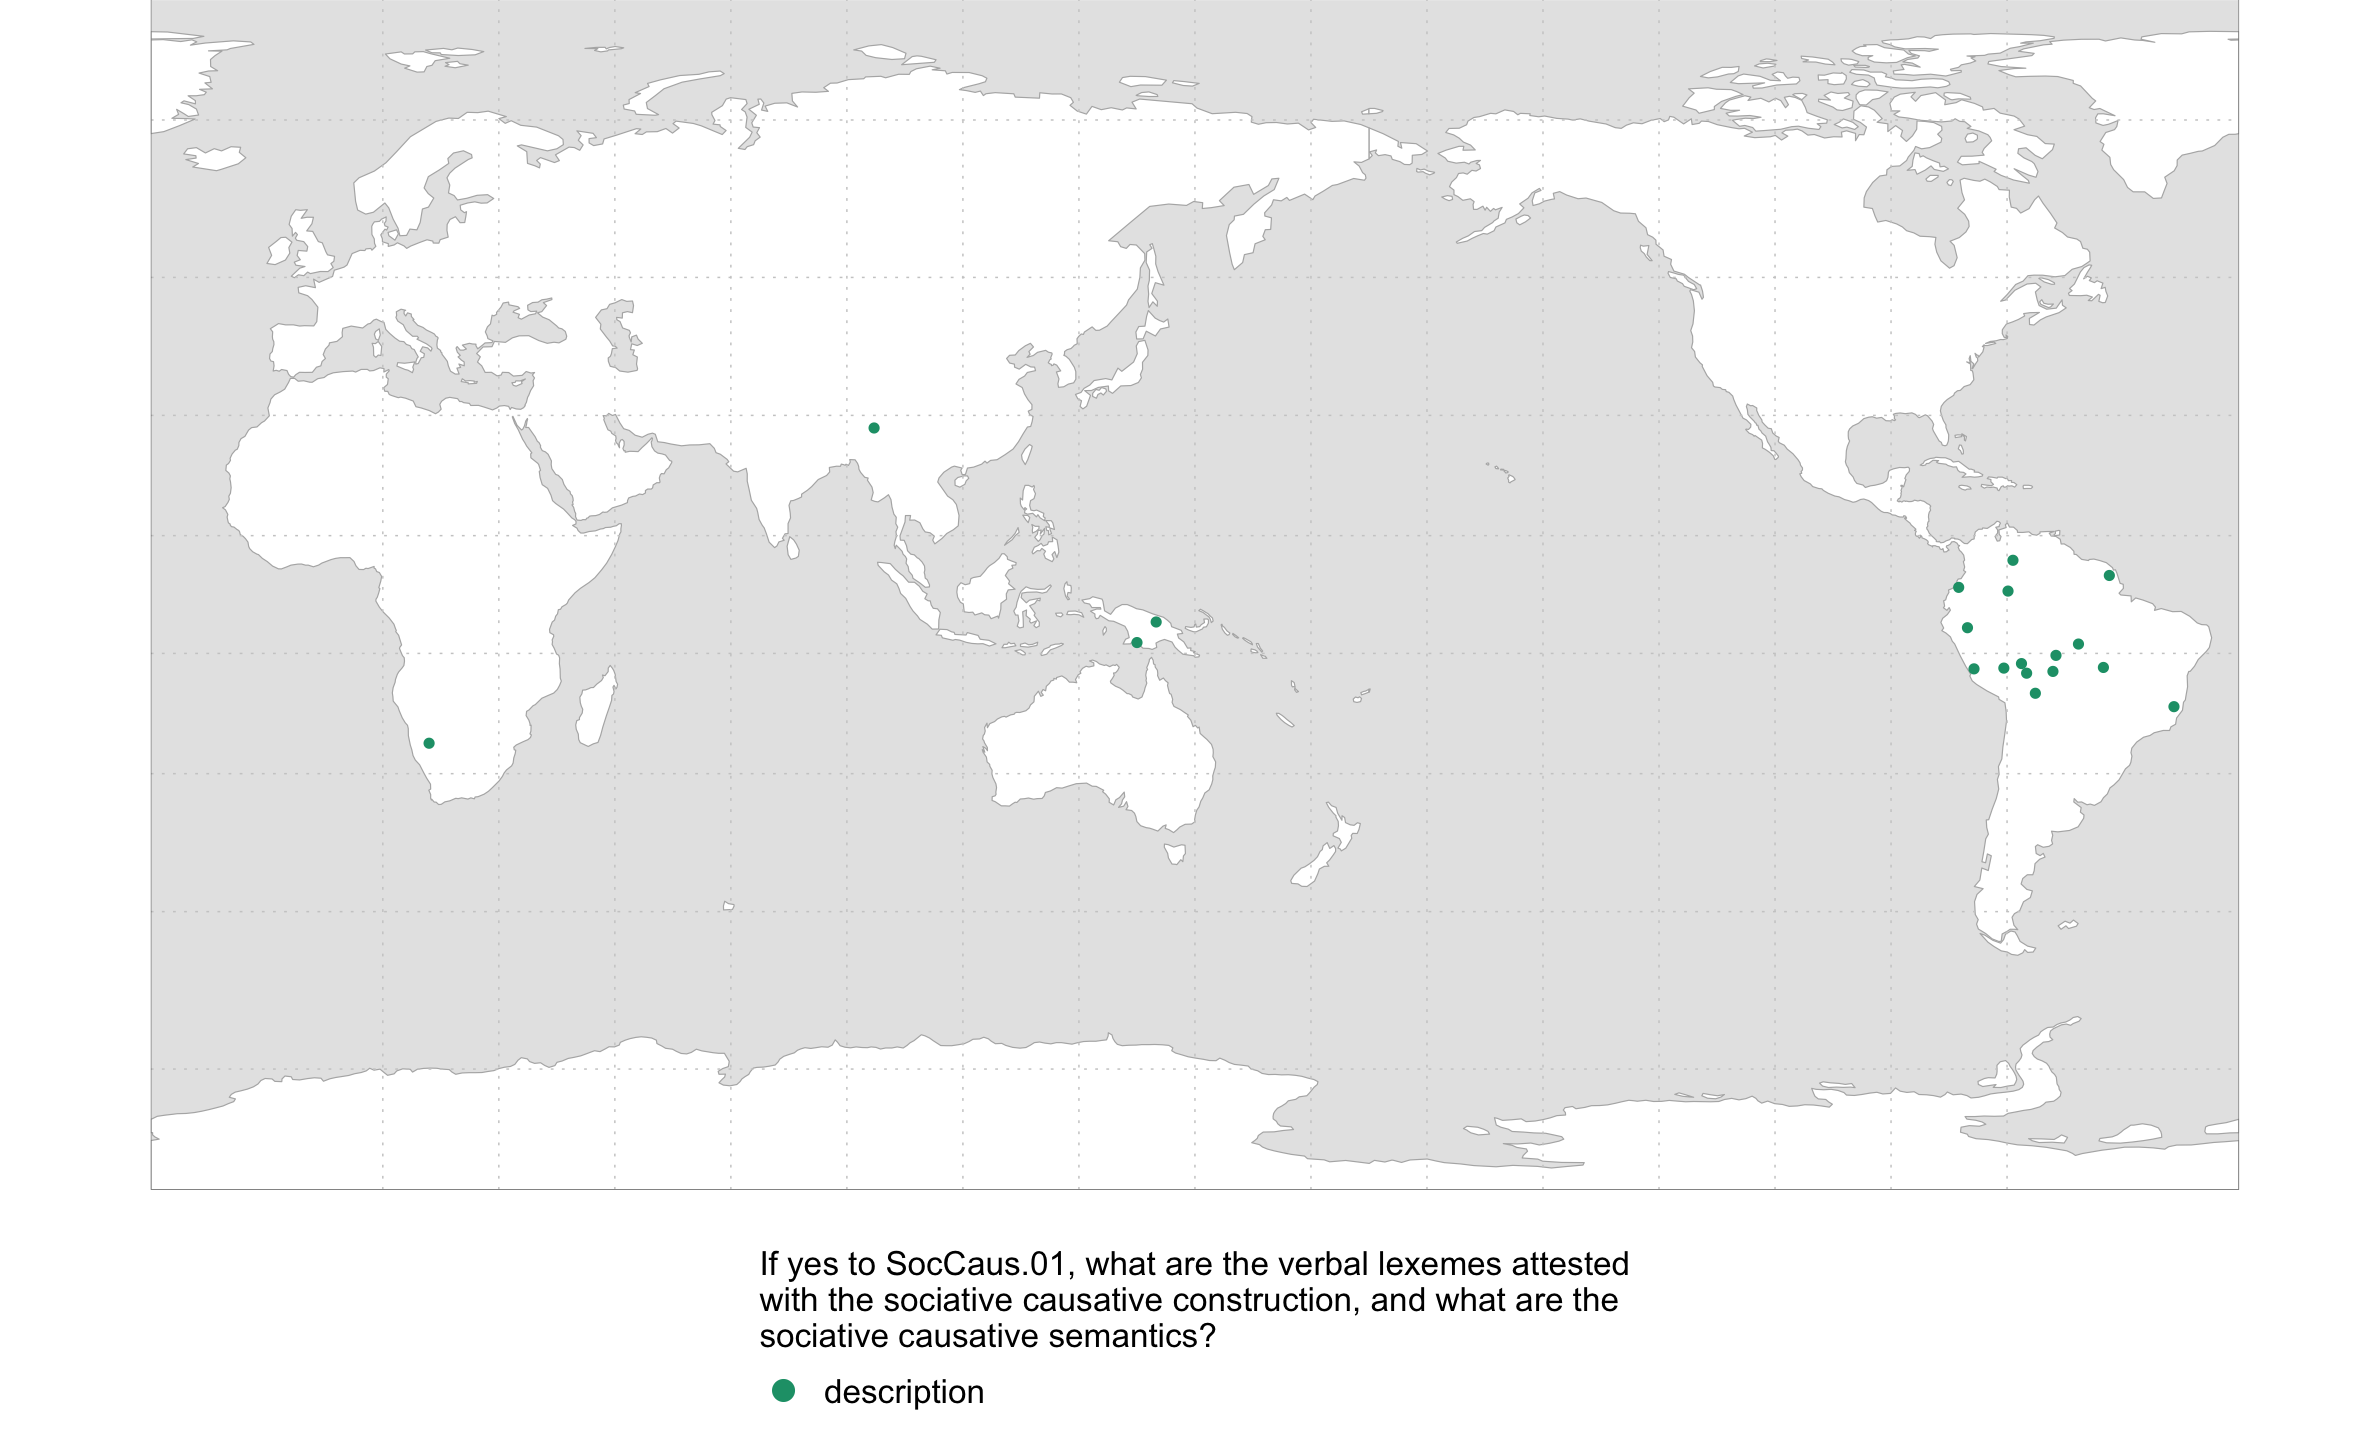 If yes to SocCaus.01, what are the verbal lexemes attested
with the sociative causative construction, and what are the
sociative causative semantics?
description